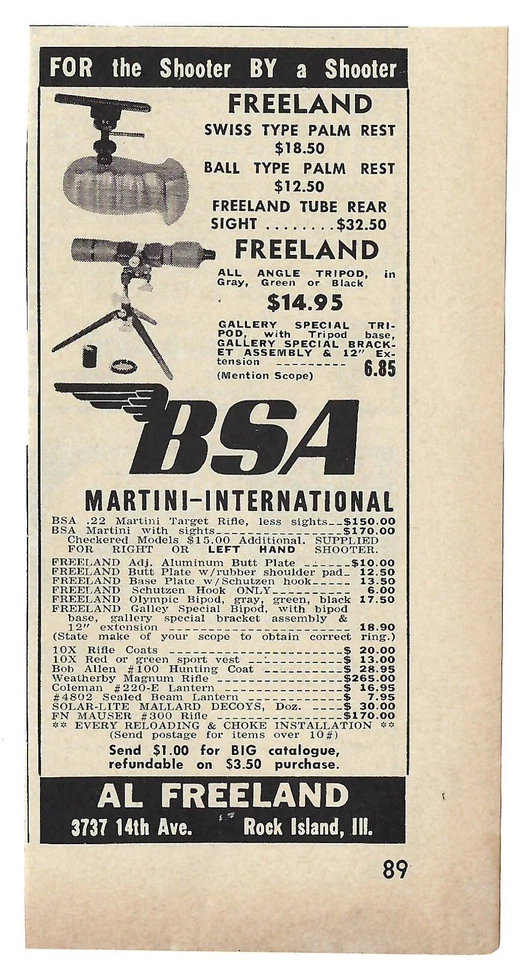 FOR the Shooter BY a Shooter
FREELAND
SWISS TYPE PALM REST
$18.50
BALL TYPE PALM REST
$12.50
FREELAND TUBE REAR
SIGHT ........$32.50
FREELAND
ALL ANGLE TRIPOD, in
Gray, Green or Black
$14.95
GALLERY SPECIAL TRI-
POD, with Tripod base,
GALLERY SPECIAL BRACK-
ET ASSEMBLY & 12" Ex-
tension ---------- 6.85
(Mention Scope)
BSA
MARTINI-INTERNATIONAL
BSA .22 Martini Target Rifle, less sights--$150.00
BSA Martini with sights----------------$170.00
Checkered Models $15.00 Additional. SUPPLIED
FOR RIGHT OR LEFT HAND SHOOTER.
FREELAND Adj. Aluminum Butt Plate -----$10.00
FREELAND Butt Plate w/rubber shoulder pad_ 12.50
FREELAND Base Plate w/Schutzen hook----- 13.50
FREELAND Schutzen Hook ONLY----------- 6.00
FREELAND Olympic Bipod, gray, green, black 17.50
FREELAND Galley Special Bipod, with bipod
base, gallery special bracket assembly &
12" extension ------------------------ 18.90
(State make of your scope to obtain correct ring.)
10X Rifle Coats ----------------------$ 20.00
10X Red or green sport vest -----------$ 13.00
Bob Allen #100 Hunting Coat ----------$ 28.95
Weatherby Magnum Rifle --------------$265.00
Coleman #220-E Lantern --------------$ 16.95
#4802 Sealed Beam Lantern -----------$ 7.95
SOLAR-LITE MALLARD DECOYS, Doz. ----$ 30.00
FN MAUSER #300 Rifle ---------------$170.00
** EVERY RELOADING & CHOKE INSTALLATION **
(Send postage for items over 10#)
Send $1.00 for BIG catalogue,
refundable on $3.50 purchase.
AL FREELAND
3737 14th Ave. Rock Island, Ill.
89